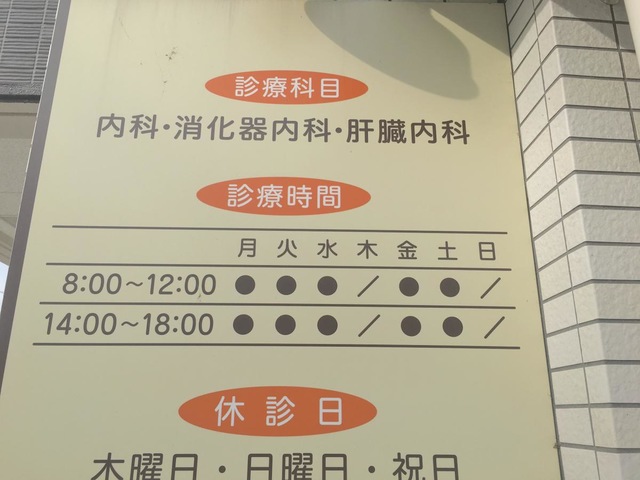 診療科目
内科・消化器内科・肝臓内科
診療時間
月 火 水 木 金 土 日
8:00～12:00 ● ● ● ／ ● ● ／
14:00～18:00 ● ● ● ／ ● ● ／
休診日
木曜日・日曜日・祝日